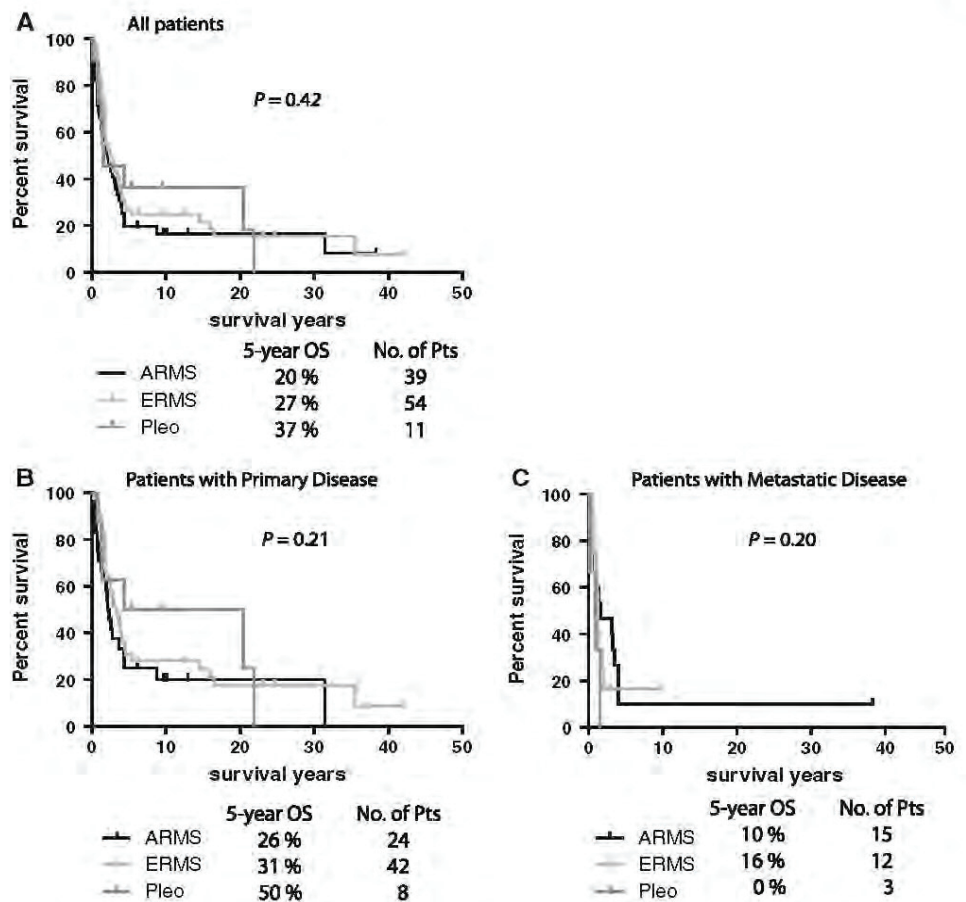 A All patients
100
80
60
40
20
0
Percent survival
P = 0.42
0 10 20 30 40 50
survival years
5-year OS No. of Pts
ARMS 20 % 39
ERMS 27 % 54
Pleo 37 % 11
B Patients with Primary Disease
100
80
60
40
20
0
Percent survival
P = 0.21
0 10 20 30 40 50
survival years
5-year OS No. of Pts
ARMS 26 % 24
ERMS 31 % 42
Pleo 50 % 8
C Patients with Metastatic Disease
100
80
60
40
20
0
Percent survival
P = 0.20
0 10 20 30 40 50
survival years
5-year OS No. of Pts
ARMS 10 % 15
ERMS 16 % 12
Pleo 0 % 3